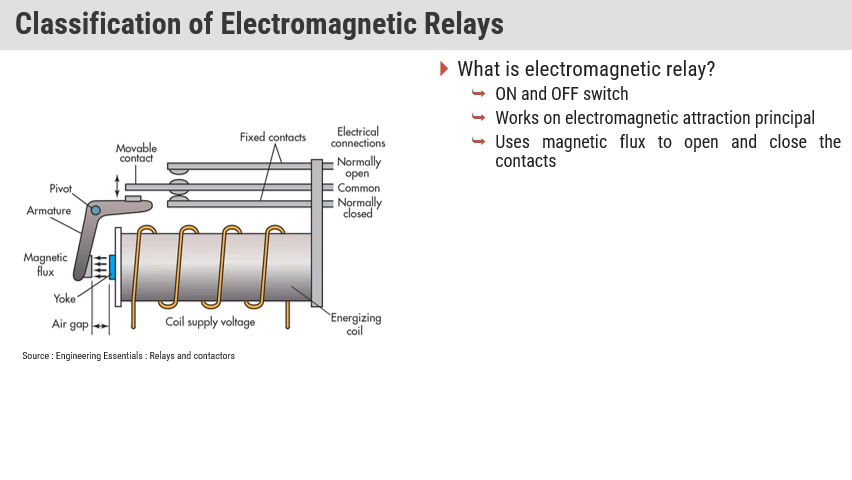 Classification of Electromagnetic Relays
What is electromagnetic relay?
ON and OFF switch
Works on electromagnetic attraction principal
Uses magnetic flux to open and close the
contacts
Electrical
connections
Fixed contacts
Movable
contact
Normally
open
Common
Normally
closed
Pivot
Armature
Magnetic
flux
Yoke
Air gap
Coil supply voltage
Energizing
coil
Source : Engineering Essentials : Relays and contactors